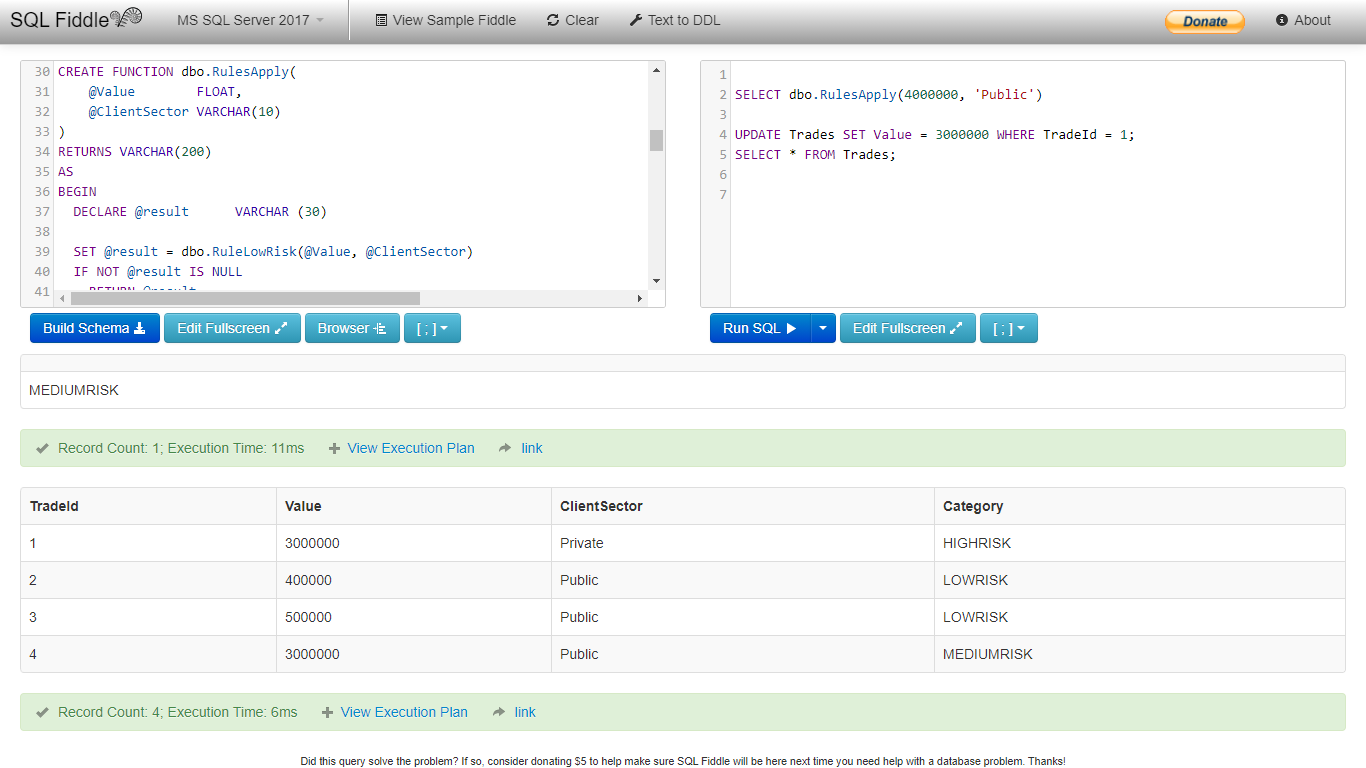 SQL Fiddle MS SQL Server 2017 View Sample Fiddle Clear Text to DDL Donate About
30 CREATE FUNCTION dbo.RulesApply(
31 @Value FLOAT,
32 @ClientSector VARCHAR(10)
33 )
34 RETURNS VARCHAR(200)
35 AS
36 BEGIN
37 DECLARE @result VARCHAR (30)
38
39 SET @result = dbo.RuleLowRisk(@Value, @ClientSector)
40 IF NOT @result IS NULL
41 RETURN @result
1
2 SELECT dbo.RulesApply(4000000, 'Public')
3
4 UPDATE Trades SET Value = 3000000 WHERE TradeId = 1;
5 SELECT * FROM Trades;
6
7
Build Schema Edit Fullscreen Browser [ ; ]
Run SQL Edit Fullscreen [ ; ]
MEDIUMRISK
Record Count: 1; Execution Time: 11ms View Execution Plan link
TradeId Value ClientSector Category
1 3000000 Private HIGHRISK
2 400000 Public LOWRISK
3 500000 Public LOWRISK
4 3000000 Public MEDIUMRISK
Record Count: 4; Execution Time: 6ms View Execution Plan link
Did this query solve the problem? If so, consider donating $5 to help make sure SQL Fiddle will be here next time you need help with a database problem. Thanks!